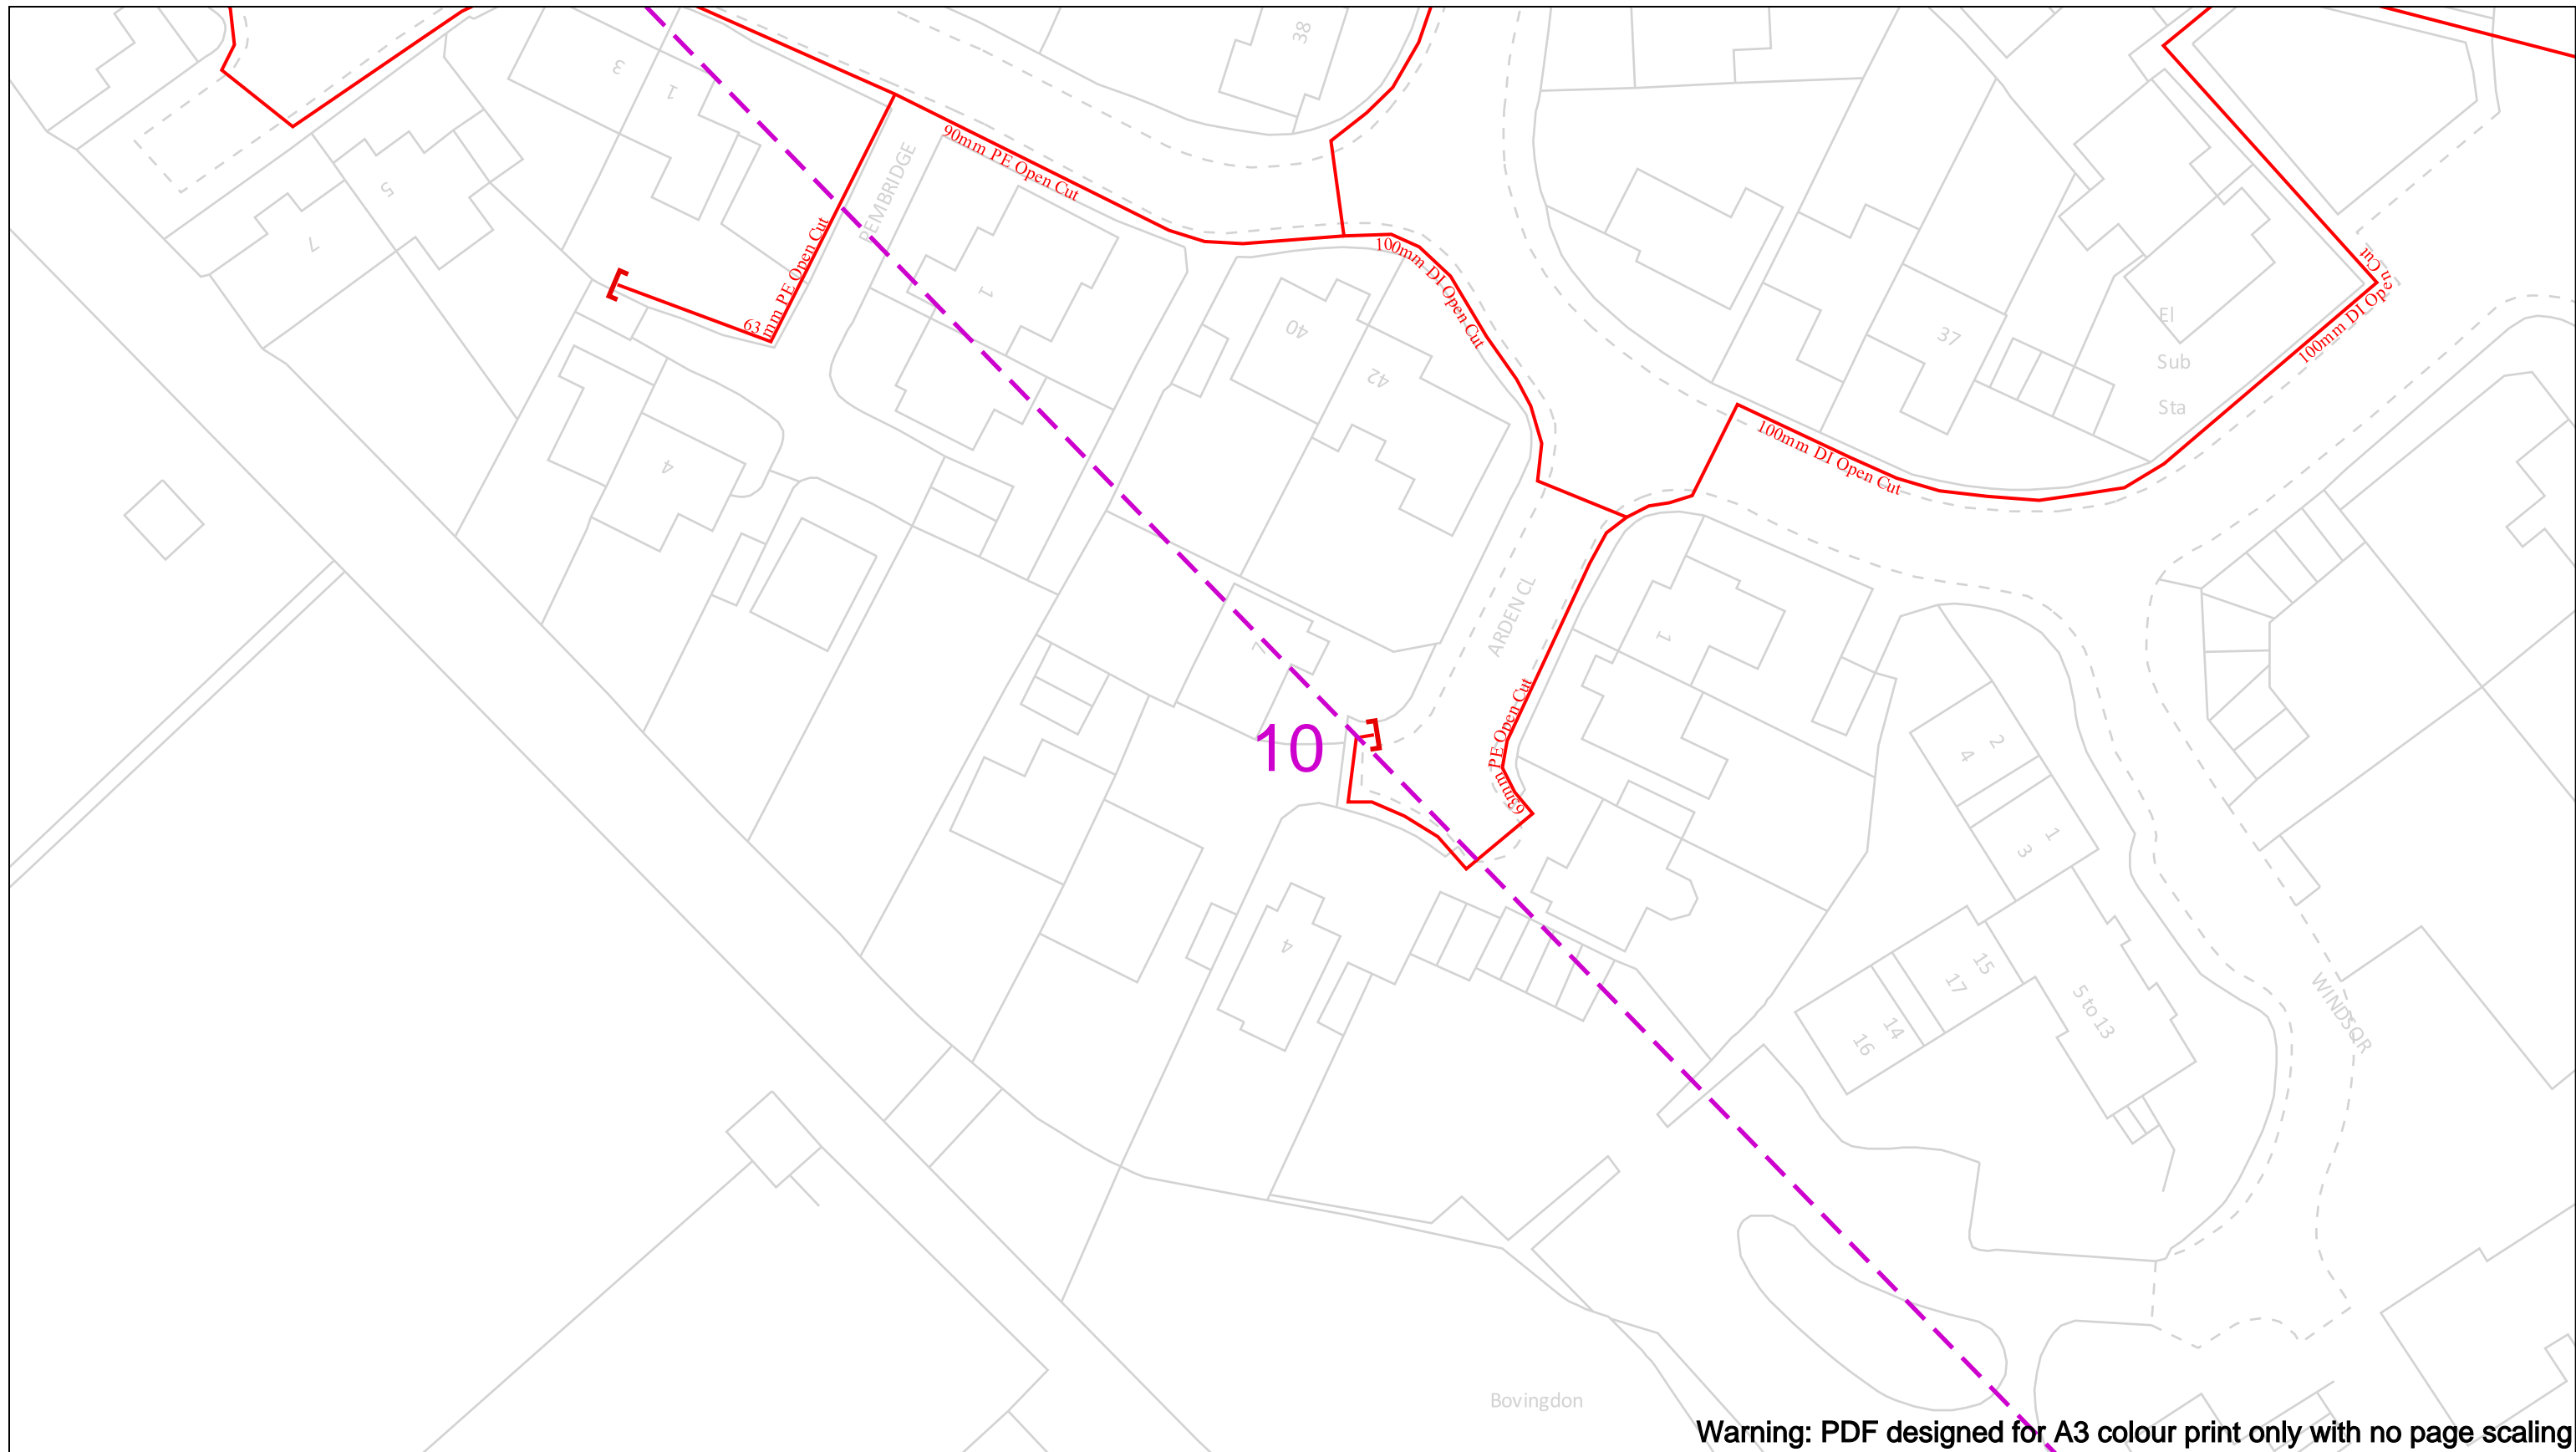 38
3
1
90mm PE Open Cut
PEMBRIDGE
5
7
63mm PE Open Cut
1
100mm DI Open Cut
40
42
37
El
Sub
Sta
100mm DI Open Cut
100mm DI Open Cut
4
ARDEN CL
1
7
63mm PE Open Cut
10
2
4
1
3
4
15
17
14
16
5 to 13
WINDSOR
Bovingdon
Warning: PDF designed for A3 colour print only with no page scaling